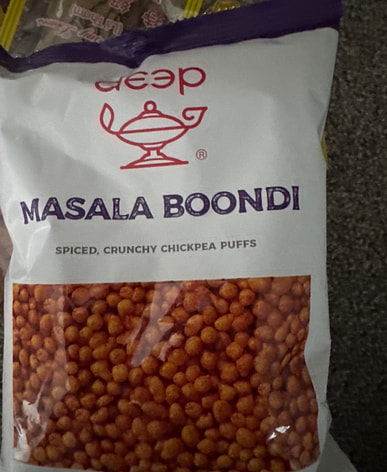 deep
®
MASALA BOONDI
SPICED, CRUNCHY CHICKPEA PUFFS